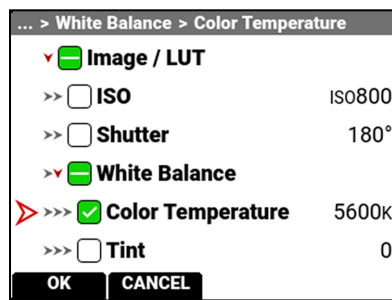 ... > White Balance > Color Temperature
Image / LUT
>> ISO ISO800
>> Shutter 180°
White Balance
>>> Color Temperature 5600K
>>> Tint 0
OK CANCEL